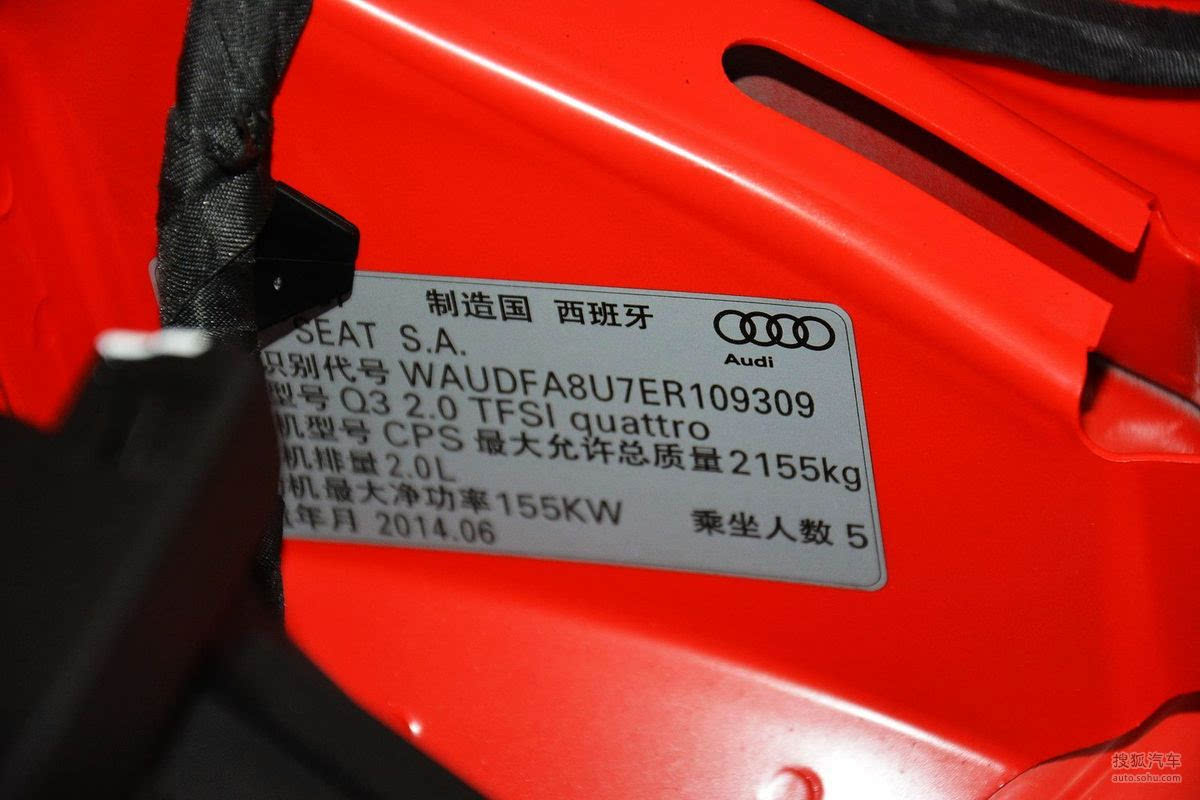 制造国 西班牙
SEAT S.A.
Audi
识别代号 WAUDFA8U7ER109309
型号 Q3 2.0 TFSI quattro
机型号 CPS 最大允许总质量 2155kg
机排量 2.0L
机最大净功率 155KW
乘坐人数 5
年月 2014.06
搜狐汽车
auto.sohu.com